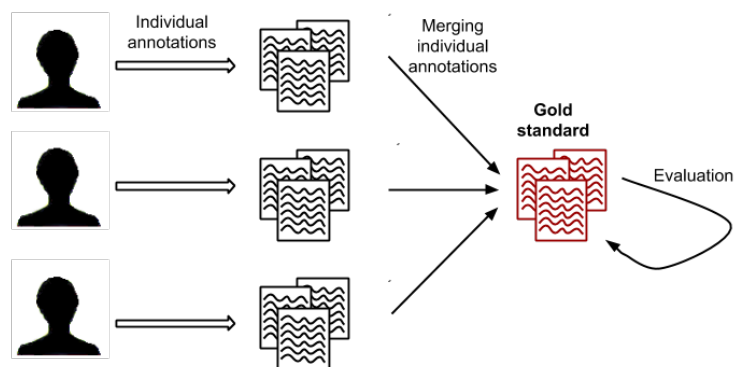 Individual
annotations
Merging
individual
annotations
Gold
standard
Evaluation